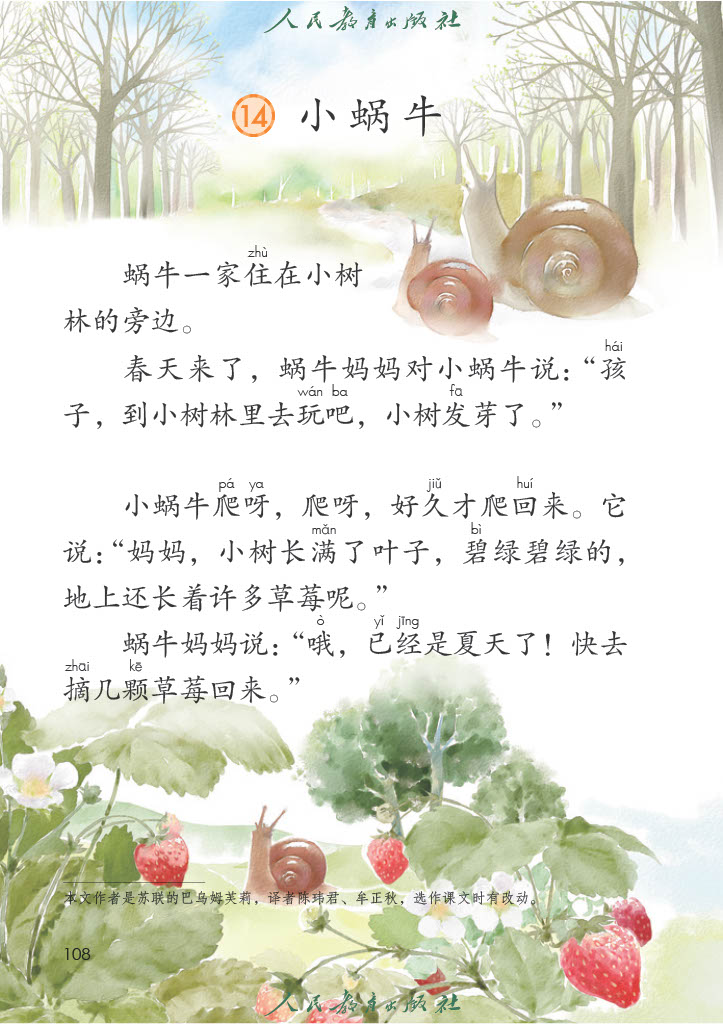 人民教育出版社
14 小蜗牛
zhù
蜗牛一家住在小树
林的旁边。
hái
春天来了，蜗牛妈妈对小蜗牛说：“孩
wán ba fā
子，到小树林里去玩吧，小树发芽了。”
pá ya jiǔ huí
小蜗牛爬呀，爬呀，好久才爬回来。它
mǎn bì
说：“妈妈，小树长满了叶子，碧绿碧绿的，
地上还长着许多草莓呢。”
ò yǐ jīng
蜗牛妈妈说：“哦，已经是夏天了！快去
zhāi kē
摘几颗草莓回来。”
本文作者是苏联的巴乌姆芙莉，译者陈玮君、牟正秋，选作课文时有改动。
108
人民教育出版社